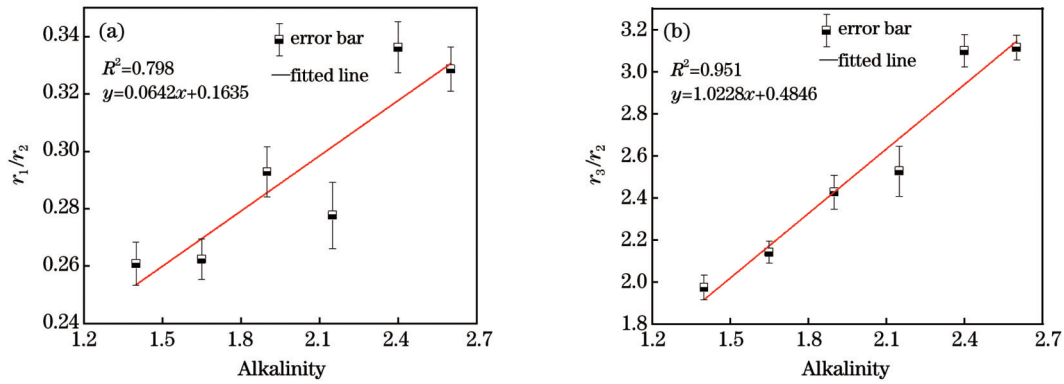 (a)
error bar
fitted line
R²=0.798
y=0.0642x+0.1635
r₁/r₂
0.34
0.32
0.30
0.28
0.26
0.24
1.2 1.5 1.8 2.1 2.4 2.7
Alkalinity
(b)
error bar
fitted line
R²=0.951
y=1.0228x+0.4846
r₃/r₂
3.2
3.0
2.8
2.6
2.4
2.2
2.0
1.8
1.2 1.5 1.8 2.1 2.4 2.7
Alkalinity